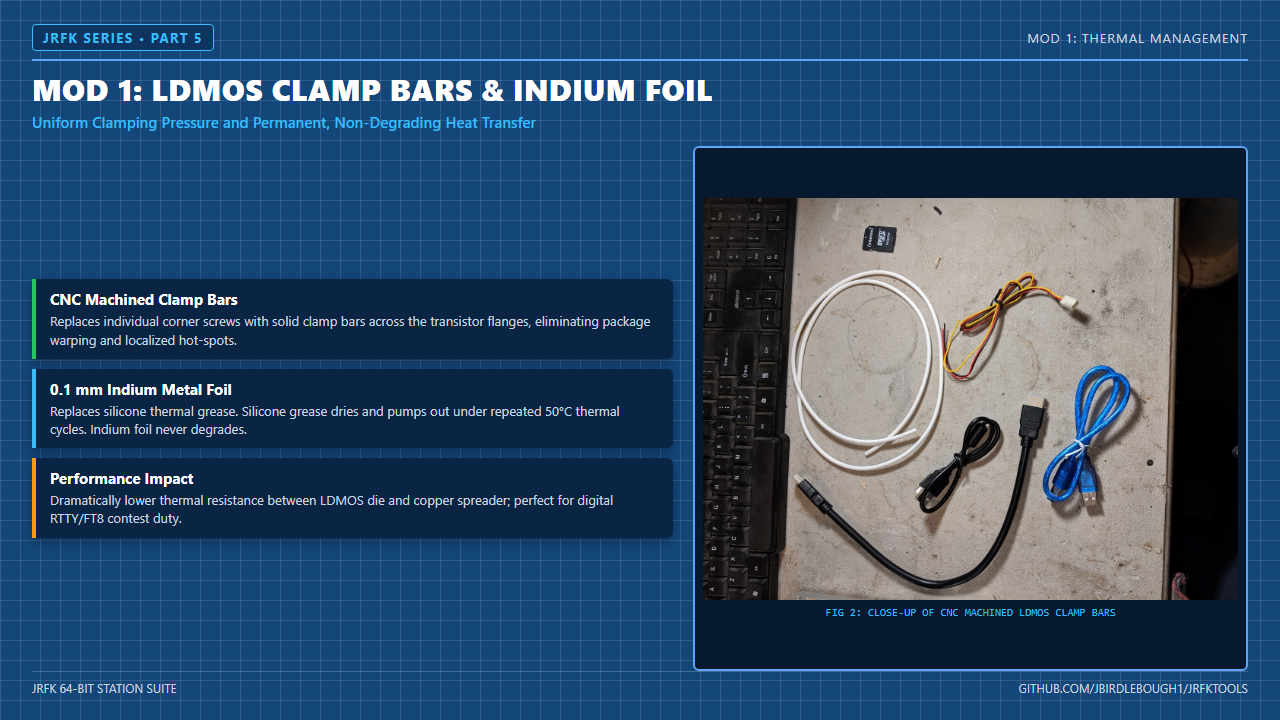 JRFK SERIES • PART 5
MOD 1: THERMAL MANAGEMENT
MOD 1: LDMOS CLAMP BARS & INDIUM FOIL
Uniform Clamping Pressure and Permanent, Non-Degrading Heat Transfer
CNC Machined Clamp Bars
Replaces individual corner screws with solid clamp bars across the transistor flanges, eliminating package
warping and localized hot-spots.
0.1 mm Indium Metal Foil
Replaces silicone thermal grease. Silicone grease dries and pumps out under repeated 50°C thermal
cycles. Indium foil never degrades.
Performance Impact
Dramatically lower thermal resistance between LDMOS die and copper spreader; perfect for digital
RTTY/FT8 contest duty.
FIG 2: CLOSE-UP OF CNC MACHINED LDMOS CLAMP BARS
JRFK 64-BIT STATION SUITE
GITHUB.COM/JBIRDLEBOUGH1/JRFKTOOLS